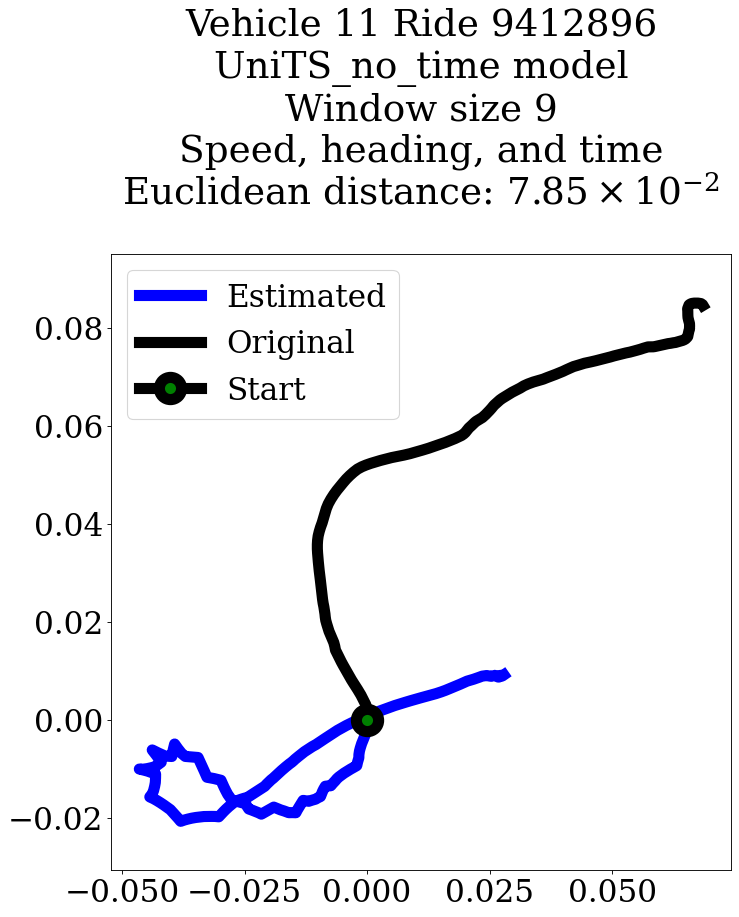 Vehicle 11 Ride 9412896
UniTS_no_time model
Window size 9
Speed, heading, and time
Euclidean distance: 7.85 × 10⁻²
Estimated
Original
Start
0.08
0.06
0.04
0.02
0.00
−0.02
−0.050 −0.025 0.000 0.025 0.050